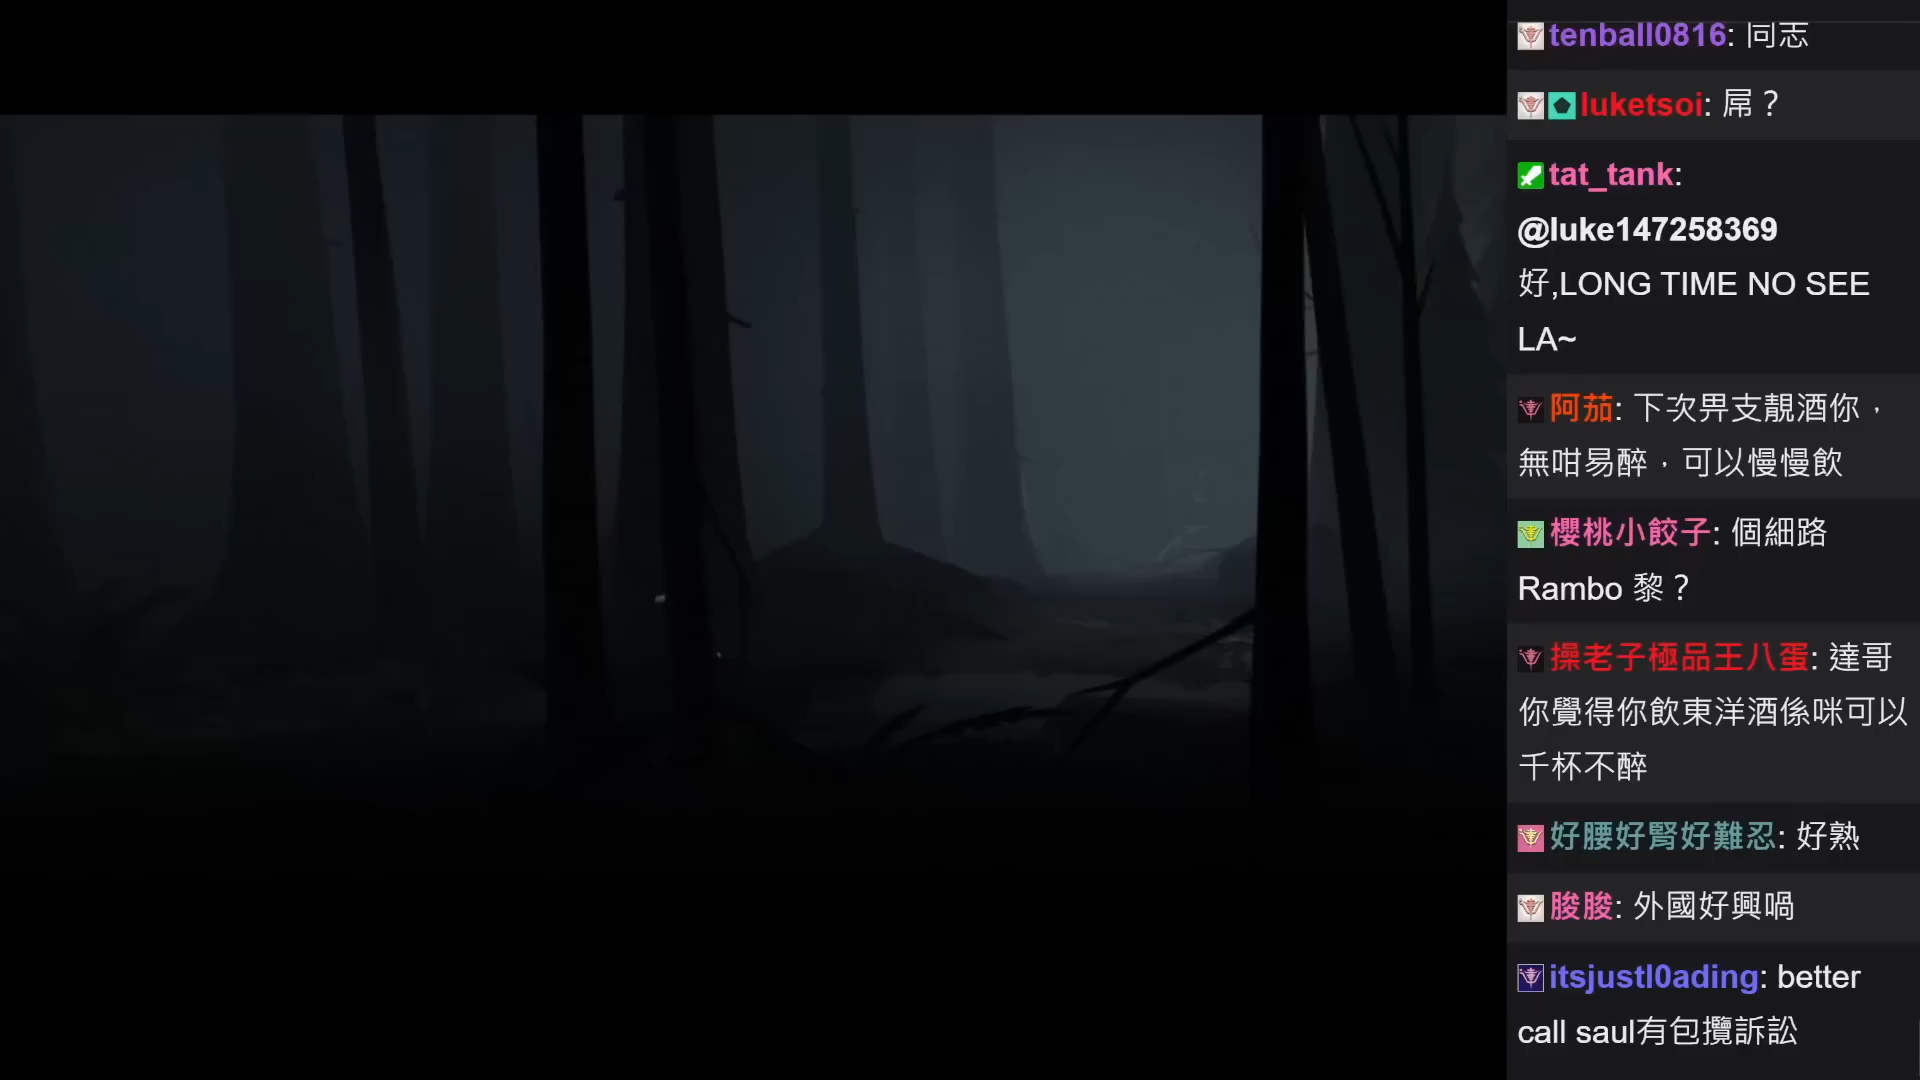 tenball0816: 同志
luketsoi: 屌？
tat_tank:
@luke147258369
好,LONG TIME NO SEE
LA~
阿茄: 下次畀支靚酒你，
無咁易醉，可以慢慢飲
櫻桃小餃子: 個細路
Rambo 黎？
操老子極品王八蛋: 達哥
你覺得你飲東洋酒係咪可以
千杯不醉
好腰好腎好難忍: 好熟
朘朘: 外國好興喎
itsjustl0ading: better
call saul有包攬訴訟